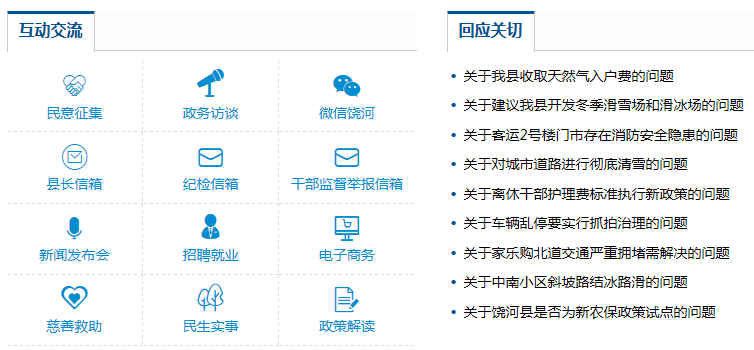 互动交流
民意征集
政务访谈
微信饶河
县长信箱
纪检信箱
干部监督举报信箱
新闻发布会
招聘就业
电子商务
慈善救助
民生实事
政策解读
回应关切
• 关于我县收取天然气入户费的问题
• 关于建议我县开发冬季滑雪场和滑冰场的问题
• 关于客运2号楼门市存在消防安全隐患的问题
• 关于对城市道路进行彻底清雪的问题
• 关于离休干部护理费标准执行新政策的问题
• 关于车辆乱停要实行抓拍治理的问题
• 关于家乐购北道交通严重拥堵需解决的问题
• 关于中南小区斜坡路结冰路滑的问题
• 关于饶河县是否为新农保政策试点的问题